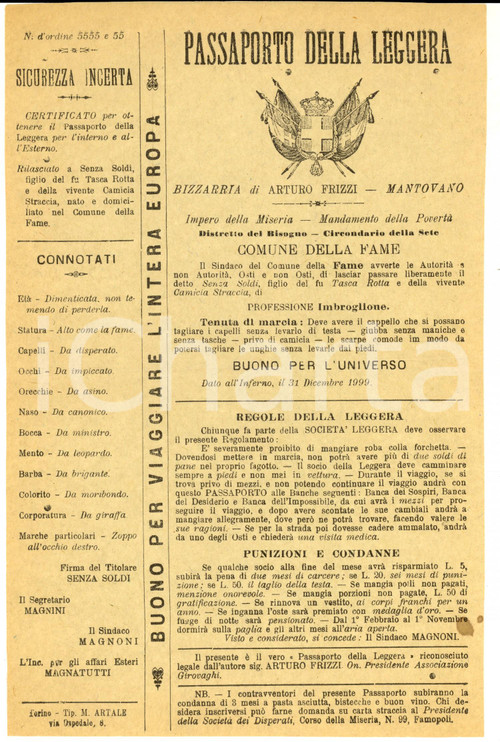 N. d'ordine 5555 e 55
SICUREZZA INCERTA
CERTIFICATO per ot-
tenere il Passaporto della
Leggera per l'interno e al-
l'Esterno.
Rilasciato a Senza Soldi,
figlio del fu Tasca Rotta
e della vivente Camicia
Straccia, nato e domici-
liato nel Comune della
Fame.
CONNOTATI
Età - Dimenticata, non te-
mendo di perderla.
Statura - Alto come la fame.
Capelli - Da disperato.
Occhi - Da impiccato.
Orecchie - Da asino.
Naso - Da canonico.
Bocca - Da ministro.
Mento - Da leopardo.
Barba - Da brigante.
Colorito - Da moribondo.
Corporatura - Da giraffa
Marche particolari - Zoppo
all'occhio destro.
Firma del Titolare
SENZA SOLDI
Il Segretario
MAGNINI
Il Sindaco
MAGNONI
L'Inc. per gli affari Esteri
MAGNATUTTI
Torino - Tip. M. ARTALE
via Ospedale, 6.
BUONO PER VIAGGIARE L'INTERA EUROPA
PASSAPORTO DELLA LEGGERA
BIZZARRIA di ARTURO FRIZZI — MANTOVANO
Impero della Miseria — Mandamento della Povertà
Distretto del Bisogno — Circondario della Sete
COMUNE DELLA FAME
Il Sindaco del Comune della Fame avverte le Autorità e
non Autorità, Osti e non Osti, di lasciar passare liberamente il
detto Senza Soldi, figlio del fu Tasca Rotta e della vivente
Camicia Straccia, di
PROFESSIONE Imbroglione.
Tenuta di marcia: Deve avere il cappello che si possano
tagliare i capelli senza levarlo di testa — giubba senza maniche e
senza tasche — privo di camicia — le scarpe comode im modo da
poterai tagliare le unghie senza levarle dai piedi.
BUONO PER L'UNIVERSO
Dato all'Inferno, il 31 Dicembre 1999.
REGOLE DELLA LEGGERA
Chiunque fa parte della SOCIETA' LEGGERA deve osservare
il presente Regolamento:
E' severamente proibito di mangiare roba colla forchetta. —
Dovendosi mettere in marcia, non potrà avere più di due soldi di
pane nel proprio fagotto. — Il socio della Leggera deve camminare
sempre a piedi e non mei in vettura. — Durante il viaggio, se si
trova privo di mezzi, e non potendo continuare il viaggio andrà con
questo PASSAPORTO alle Banche seguenti: Banca dei Sospiri, Banca
del Desiderio e Banca dell'Impossibile, da cui avrà i mezzi per pro-
seguire il viaggio, e dopo avere scontate le sue cambiali andrà a
mangiare allegramente, dove però ne potrà trovare, facendo valere le
sue ragioni. — Se per la strada poi dovesse cadere ammalato, andrà
da uno degli Osti e chiederà una visita medica.
PUNIZIONI E CONDANNE
Se qualche socio alla fine del mese avrà risparmiato L. 5,
subirà la pena di due mesi di carcere; se L. 20, sei mesi di puni-
zione; se L. 50, il taglio della testa. — Se mangia polli non pagati,
menzione onorevole. — Se mangia porzioni non pagate, L. 50 di
gratificazione. — Se rinnova un vestito, ai corpi franchi per un
anno. — Se inganna l'oste sarà premiato con medaglia d'oro. — Se
fugge di notte sarà pensionato. — Dal 1° Febbraio al 1° Novembre
dormirà sulla paglia e gli altri mesi all'aria aperta.
Visto e considerato, si concede: Il Sindaco MAGNONI.
Il presente è il vero « Passaporto della Leggera » riconosciuto
legale dall'autore sig. ARTURO FRIZZI On. Presidente Associazione
Girovaghi.
NB. - I contravventori del presente Passaporto subiranno la
condanna di 3 mesi a pasta asciutta, bistecche e buon vino. Chi de-
sidera inscriversi può farne domanda su carta straccia al Presidente
della Società dei Disperati, Corso della Miseria, N. 99, Famopoli.